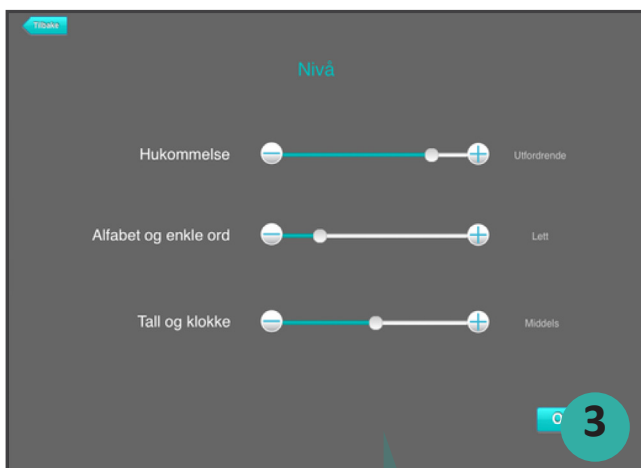 Tilbake
Nivå
Hukommelse Utfordrende
Alfabet og enkle ord Lett
Tall og klokke Middels
3